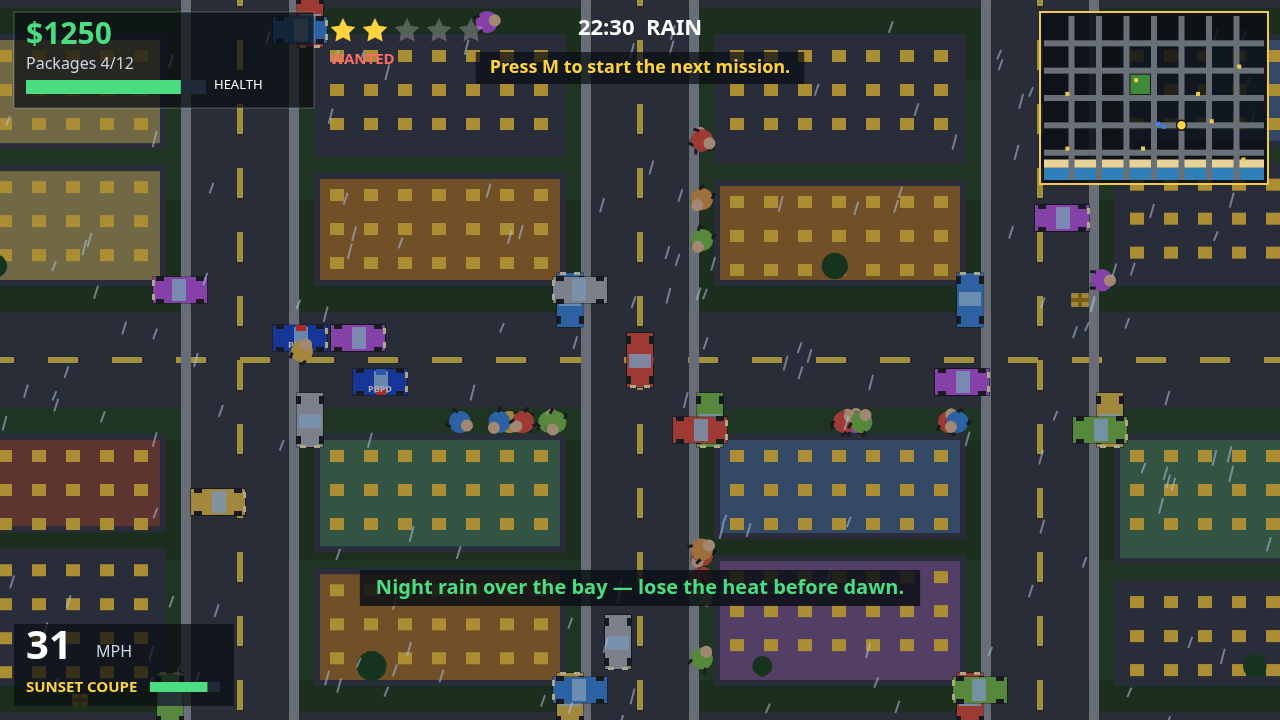 $1250
Packages 4/12
HEALTH
WANTED
22:30 RAIN
Press M to start the next mission.
PBPD
Night rain over the bay — lose the heat before dawn.
31 MPH
SUNSET COUPE